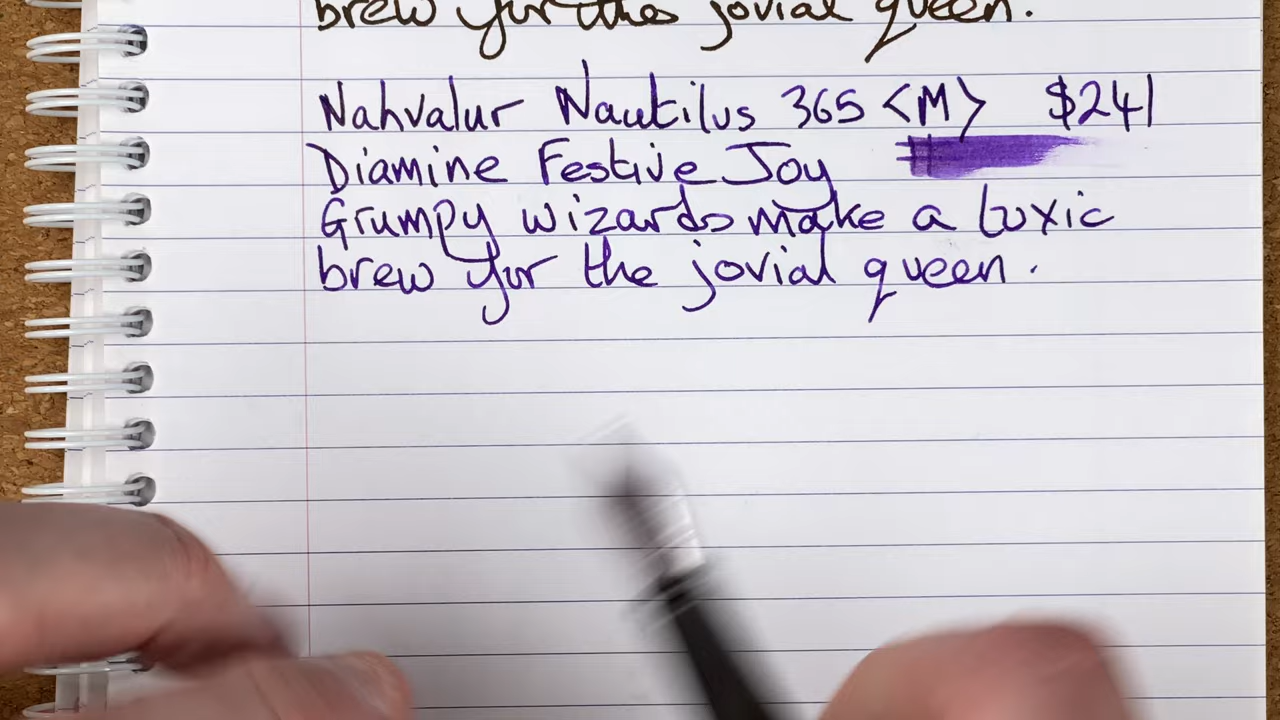 brew for the jovial queen.
Nahvalur Nautilus 365 <M> $241
Diamine Festive Joy
Grumpy wizards make a toxic
brew for the jovial queen.